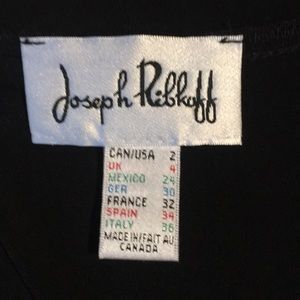 Joseph Ribkoff
CAN/USA 2
UK 4
MEXICO 24
GER 30
FRANCE 32
SPAIN 34
ITALY 36
MADE IN/FAIT AU
CANADA